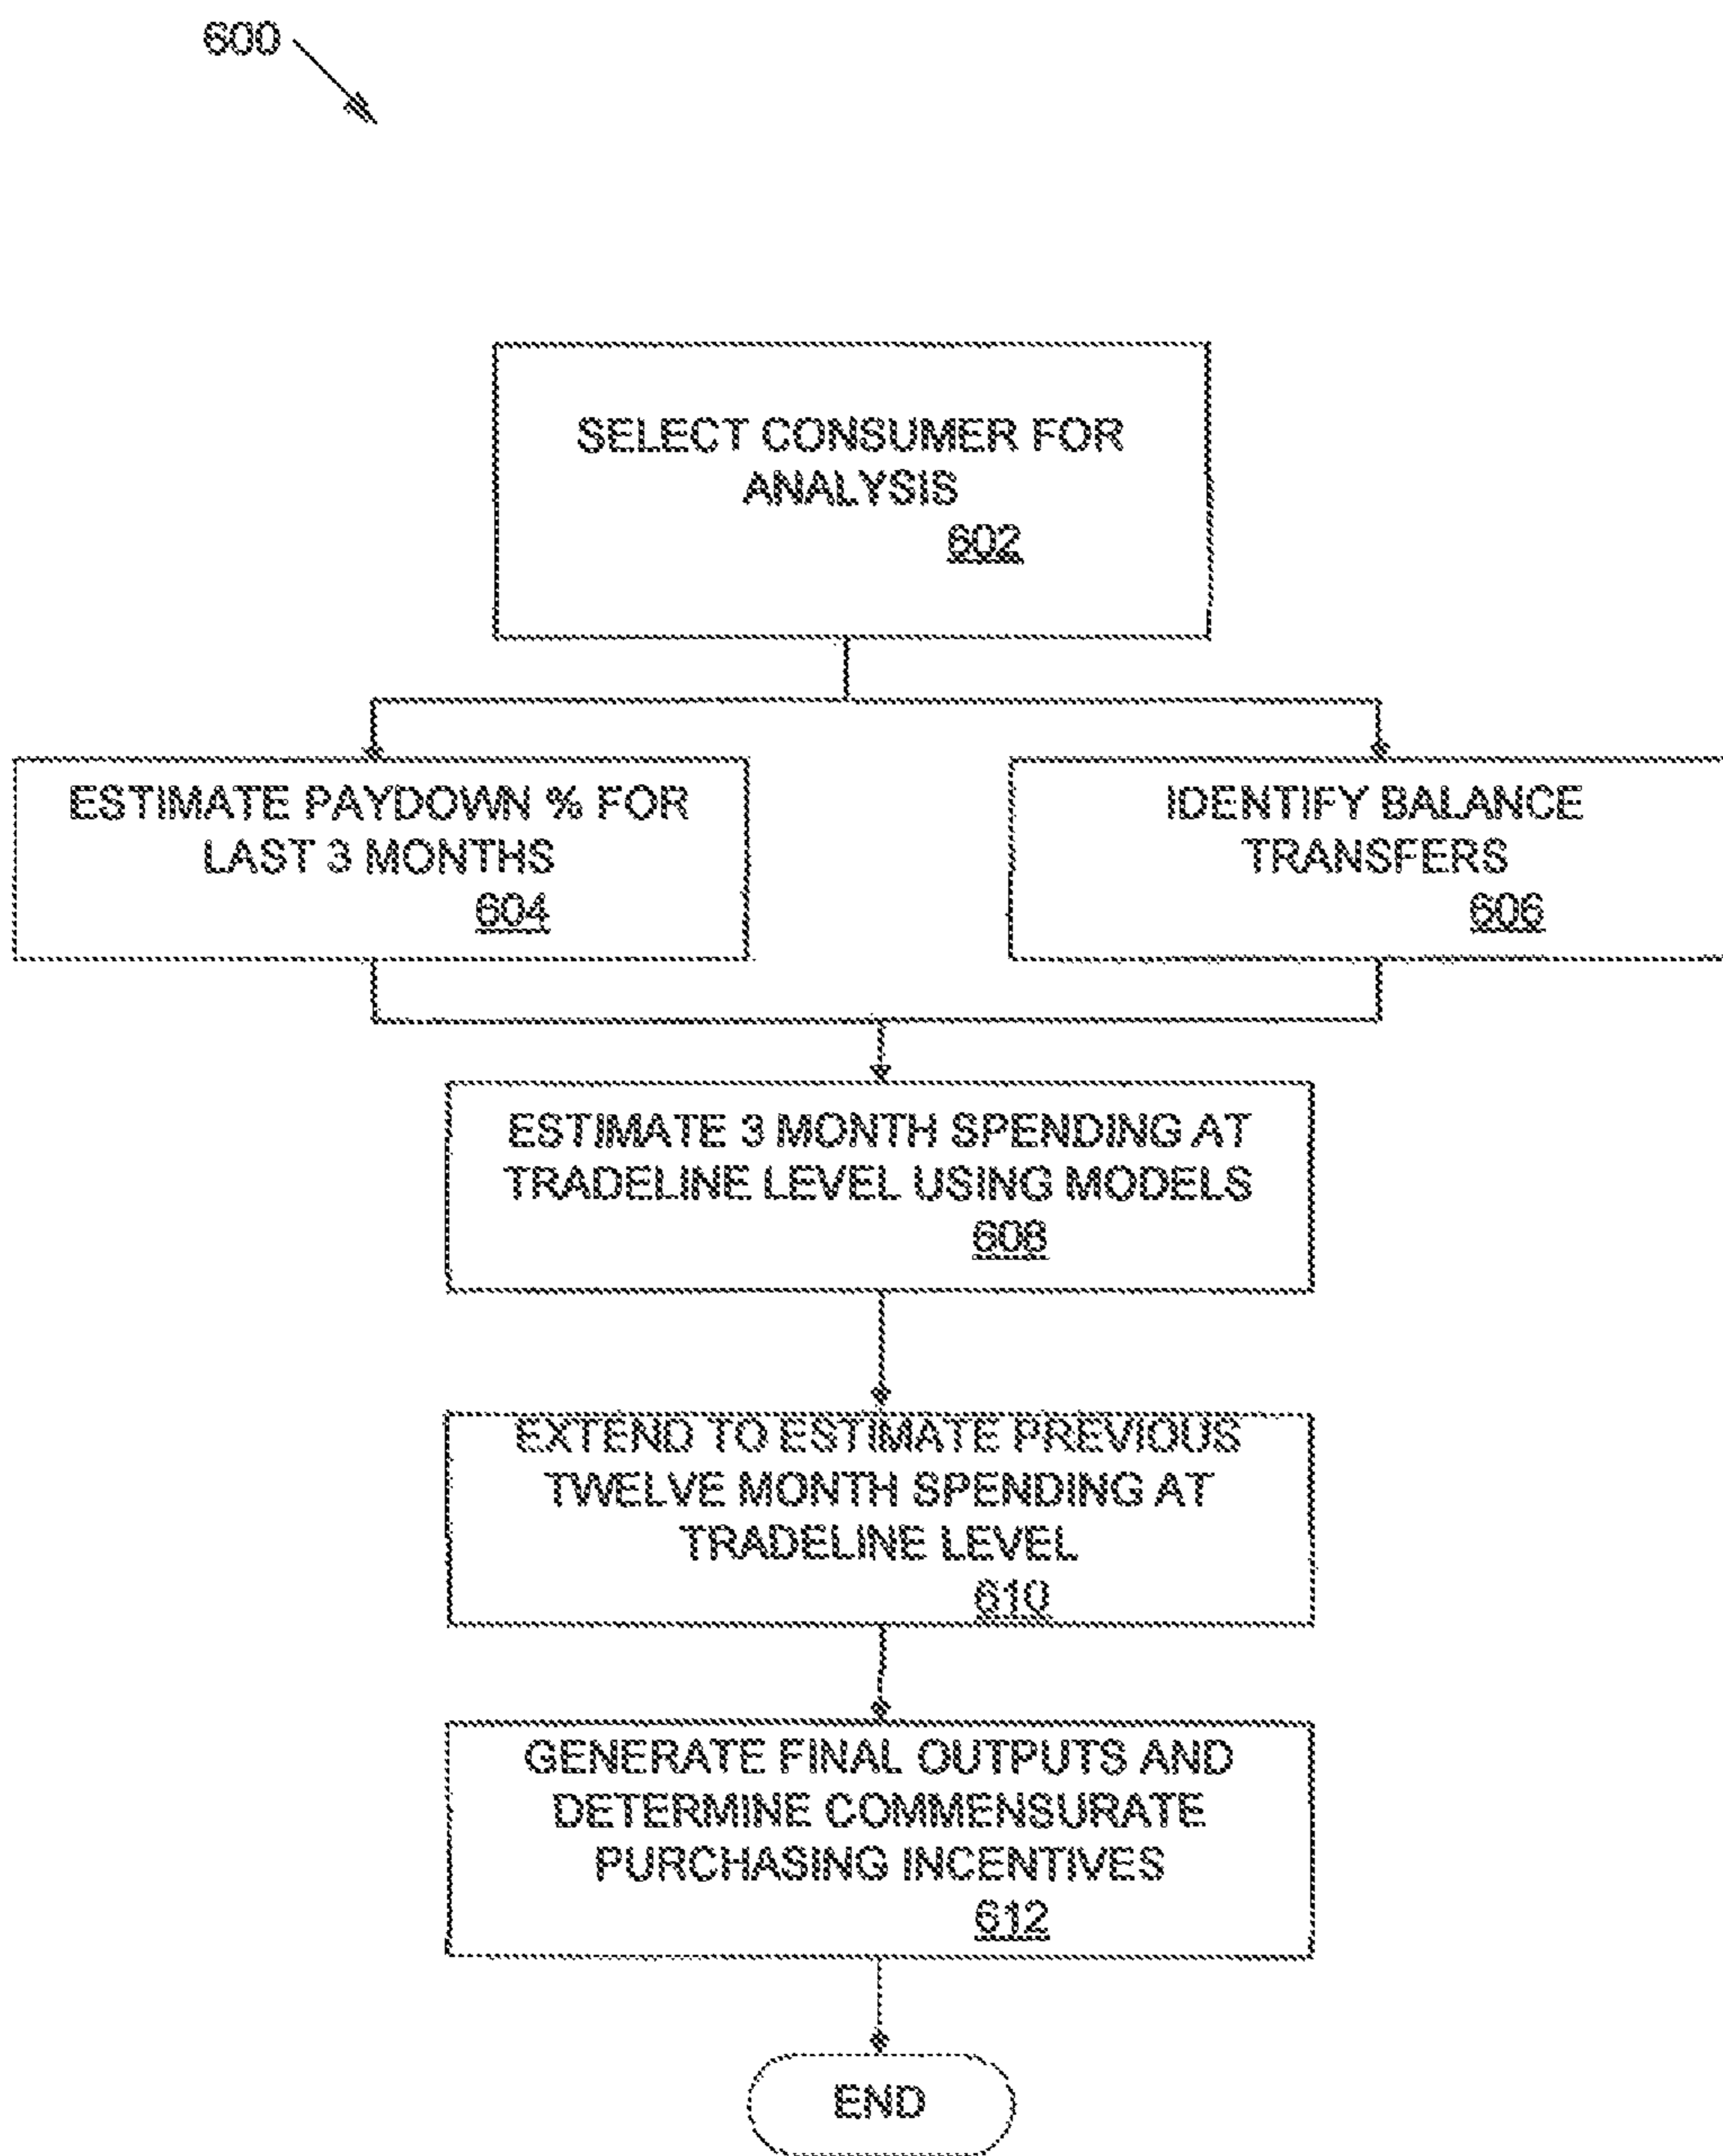 600
SELECT CONSUMER FOR
ANALYSIS
602
ESTIMATE PAYDOWN % FOR
LAST 3 MONTHS
604
IDENTIFY BALANCE
TRANSFERS
606
ESTIMATE 3 MONTH SPENDING AT
TRADELINE LEVEL USING MODELS
608
EXTEND TO ESTIMATE PREVIOUS
TWELVE MONTH SPENDING AT
TRADELINE LEVEL
610
GENERATE FINAL OUTPUTS AND
DETERMINE COMMENSURATE
PURCHASING INCENTIVES
612
END